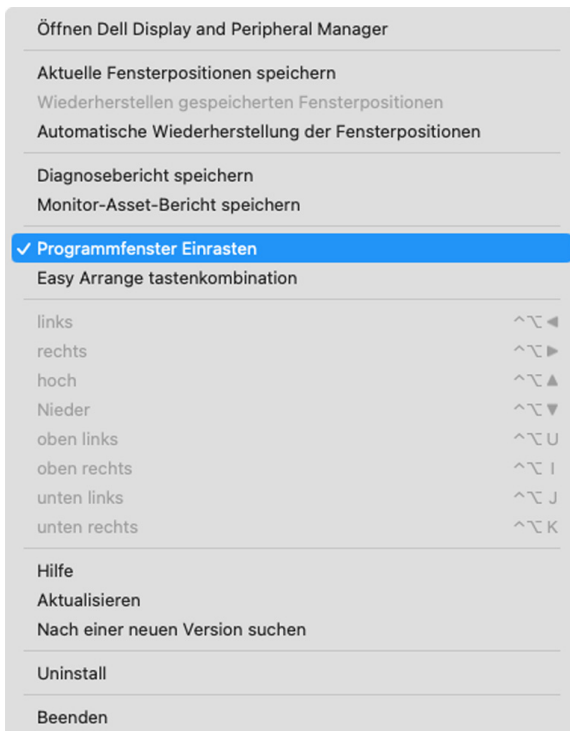 Öffnen Dell Display and Peripheral Manager
Aktuelle Fensterpositionen speichern
Wiederherstellen gespeicherten Fensterpositionen
Automatische Wiederherstellung der Fensterpositionen
Diagnosebericht speichern
Monitor-Asset-Bericht speichern
✓ Programmfenster Einrasten
Easy Arrange tastenkombination
links ^⌥◀
rechts ^⌥▶
hoch ^⌥▲
Nieder ^⌥▼
oben links ^⌥U
oben rechts ^⌥I
unten links ^⌥J
unten rechts ^⌥K
Hilfe
Aktualisieren
Nach einer neuen Version suchen
Uninstall
Beenden